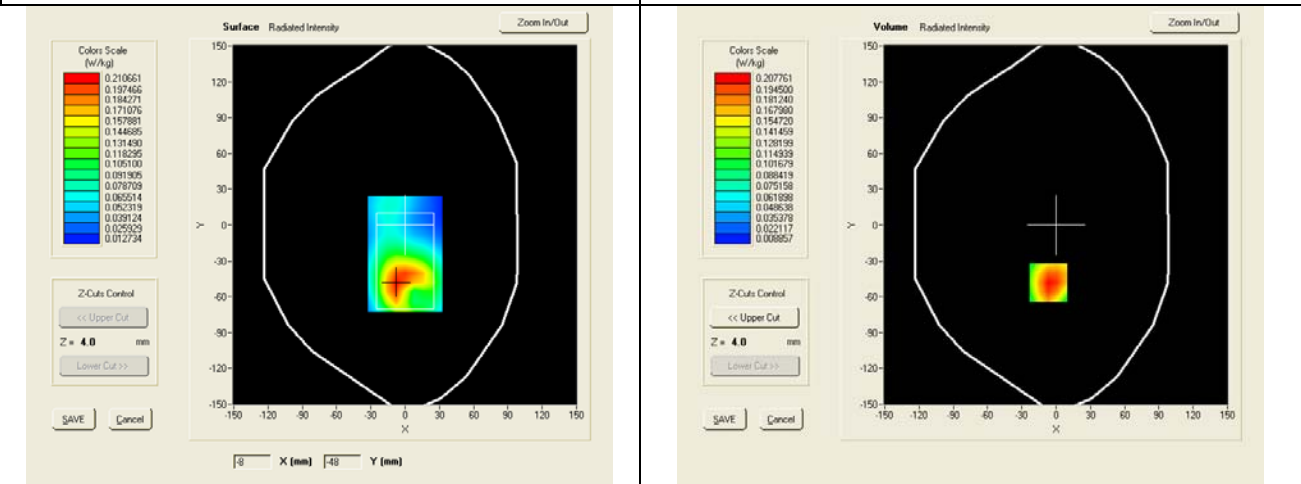 Surface Radiated Intensity
Zoom In/Out
Colors Scale
(W/kg)
0.210661
0.197466
0.184271
0.171076
0.157881
0.144685
0.131490
0.118295
0.105100
0.091905
0.078709
0.065514
0.052319
0.039124
0.025929
0.012734
150
120
90
60
30
0
-30
-60
-90
-120
-150
Y
-150 -120 -90 -60 -30 0 30 60 90 120 150
X
Z-Cuts Control
<< Upper Cut
Z = 4.0 mm
Lower Cut >>
SAVE Cancel
-8 X (mm) -48 Y (mm)
Volume Radiated Intensity
Zoom In/Out
Colors Scale
(W/kg)
0.207761
0.194500
0.181240
0.167980
0.154720
0.141459
0.128199
0.114939
0.101679
0.088419
0.075158
0.061898
0.048638
0.035378
0.022117
0.008857
150
120
90
60
30
0
-30
-60
-90
-120
-150
Y
-150 -120 -90 -60 -30 0 30 60 90 120 150
X
Z-Cuts Control
<< Upper Cut
Z = 4.0 mm
Lower Cut >>
SAVE Cancel